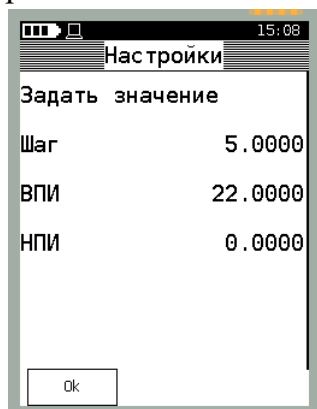 15:08
Настройки
Задать значение
Шаг 5.0000
ВПИ 22.0000
НПИ 0.0000
Ok